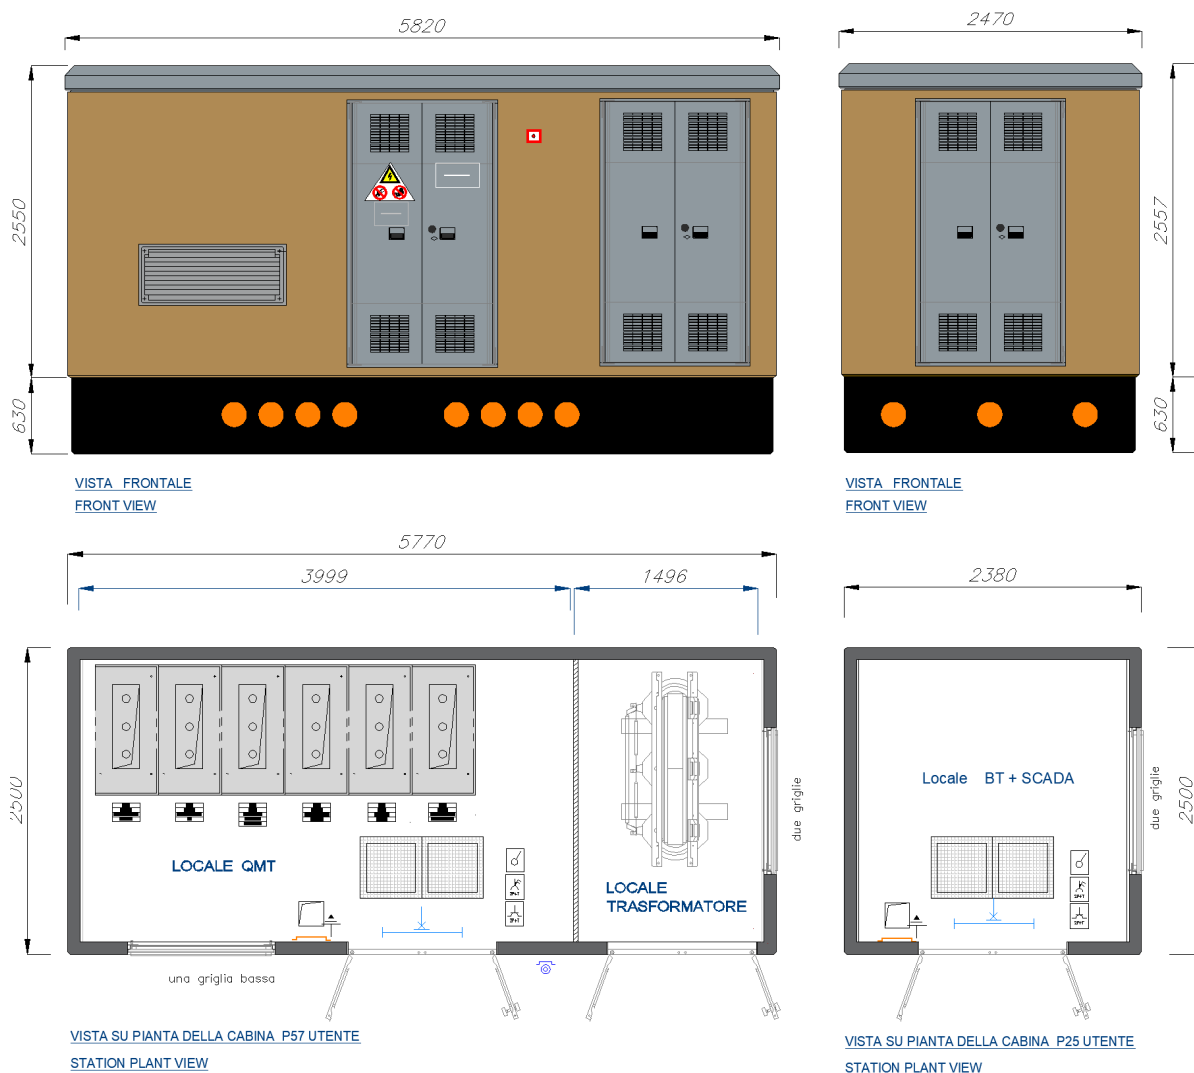 5820
2470
2550
2557
630
630
VISTA FRONTALE
FRONT VIEW
VISTA FRONTALE
FRONT VIEW
5770
3999
1496
2380
2500
2500
due griglie
due griglie
Locale BT + SCADA
LOCALE QMT
LOCALE
TRASFORMATORE
una griglia bassa
VISTA SU PIANTA DELLA CABINA P57 UTENTE
STATION PLANT VIEW
VISTA SU PIANTA DELLA CABINA P25 UTENTE
STATION PLANT VIEW